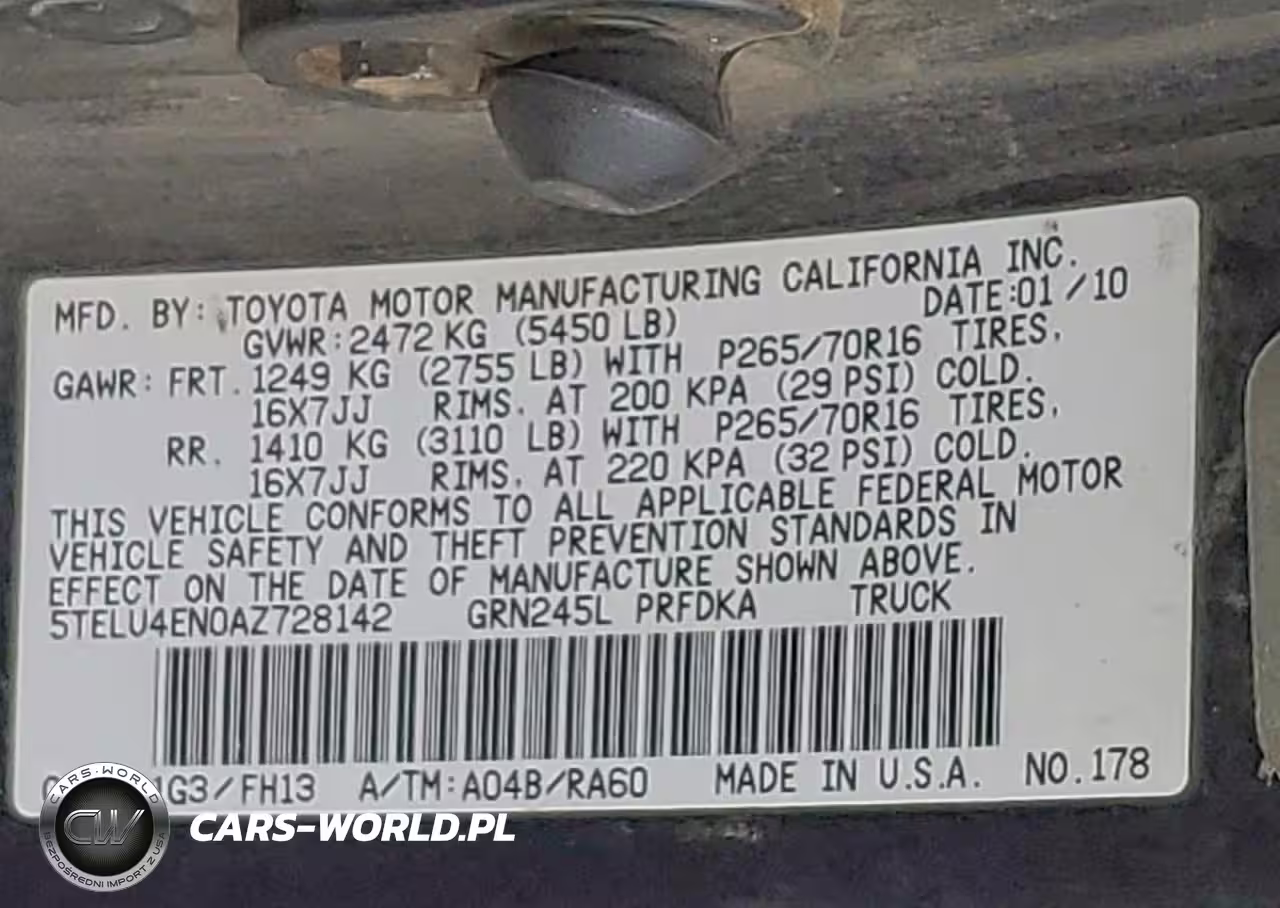 MFD. BY: TOYOTA MOTOR MANUFACTURING CALIFORNIA INC.
GVWR: 2472 KG (5450 LB) DATE:01/10
GAWR: FRT. 1249 KG (2755 LB) WITH P265/70R16 TIRES,
16X7JJ RIMS, AT 200 KPA (29 PSI) COLD.
RR. 1410 KG (3110 LB) WITH P265/70R16 TIRES,
16X7JJ RIMS, AT 220 KPA (32 PSI) COLD.
THIS VEHICLE CONFORMS TO ALL APPLICABLE FEDERAL MOTOR
VEHICLE SAFETY AND THEFT PREVENTION STANDARDS IN
EFFECT ON THE DATE OF MANUFACTURE SHOWN ABOVE.
5TELU4EN0AZ728142 GRN245L PRFDKA TRUCK
1G3/FH13 A/TM: A04B/RA60 MADE IN U.S.A. NO.178
CARS-WORLD
CW
BEZPOŚREDNI IMPORT Z USA
CARS-WORLD.PL